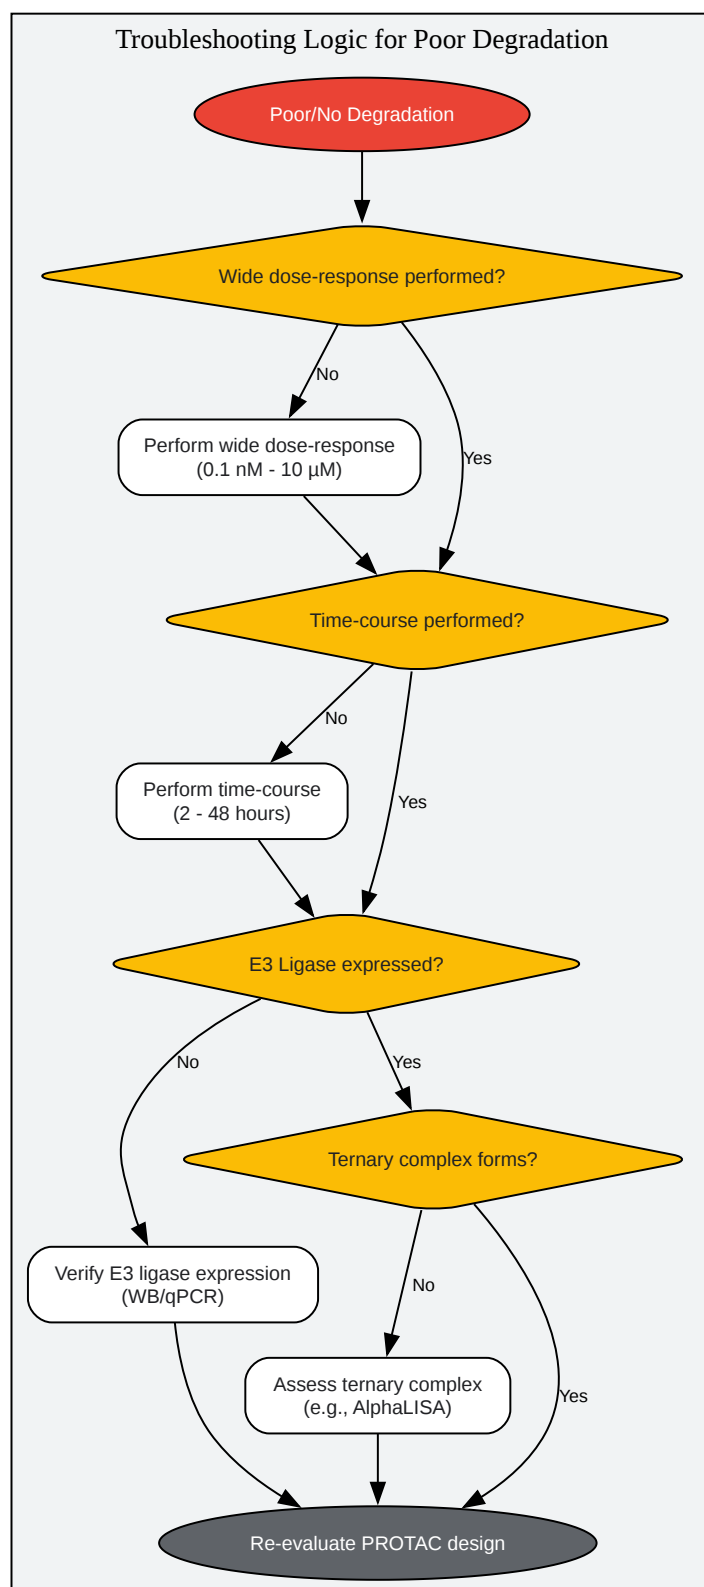 Troubleshooting Logic for Poor Degradation
Poor/No Degradation
Wide dose-response performed?
No
Perform wide dose-response
(0.1 nM - 10 µM)
Yes
Time-course performed?
No
Perform time-course
(2 - 48 hours)
Yes
E3 Ligase expressed?
No
Yes
Ternary complex forms?
Verify E3 ligase expression
(WB/qPCR)
No
Assess ternary complex
(e.g., AlphaLISA)
Yes
Re-evaluate PROTAC design